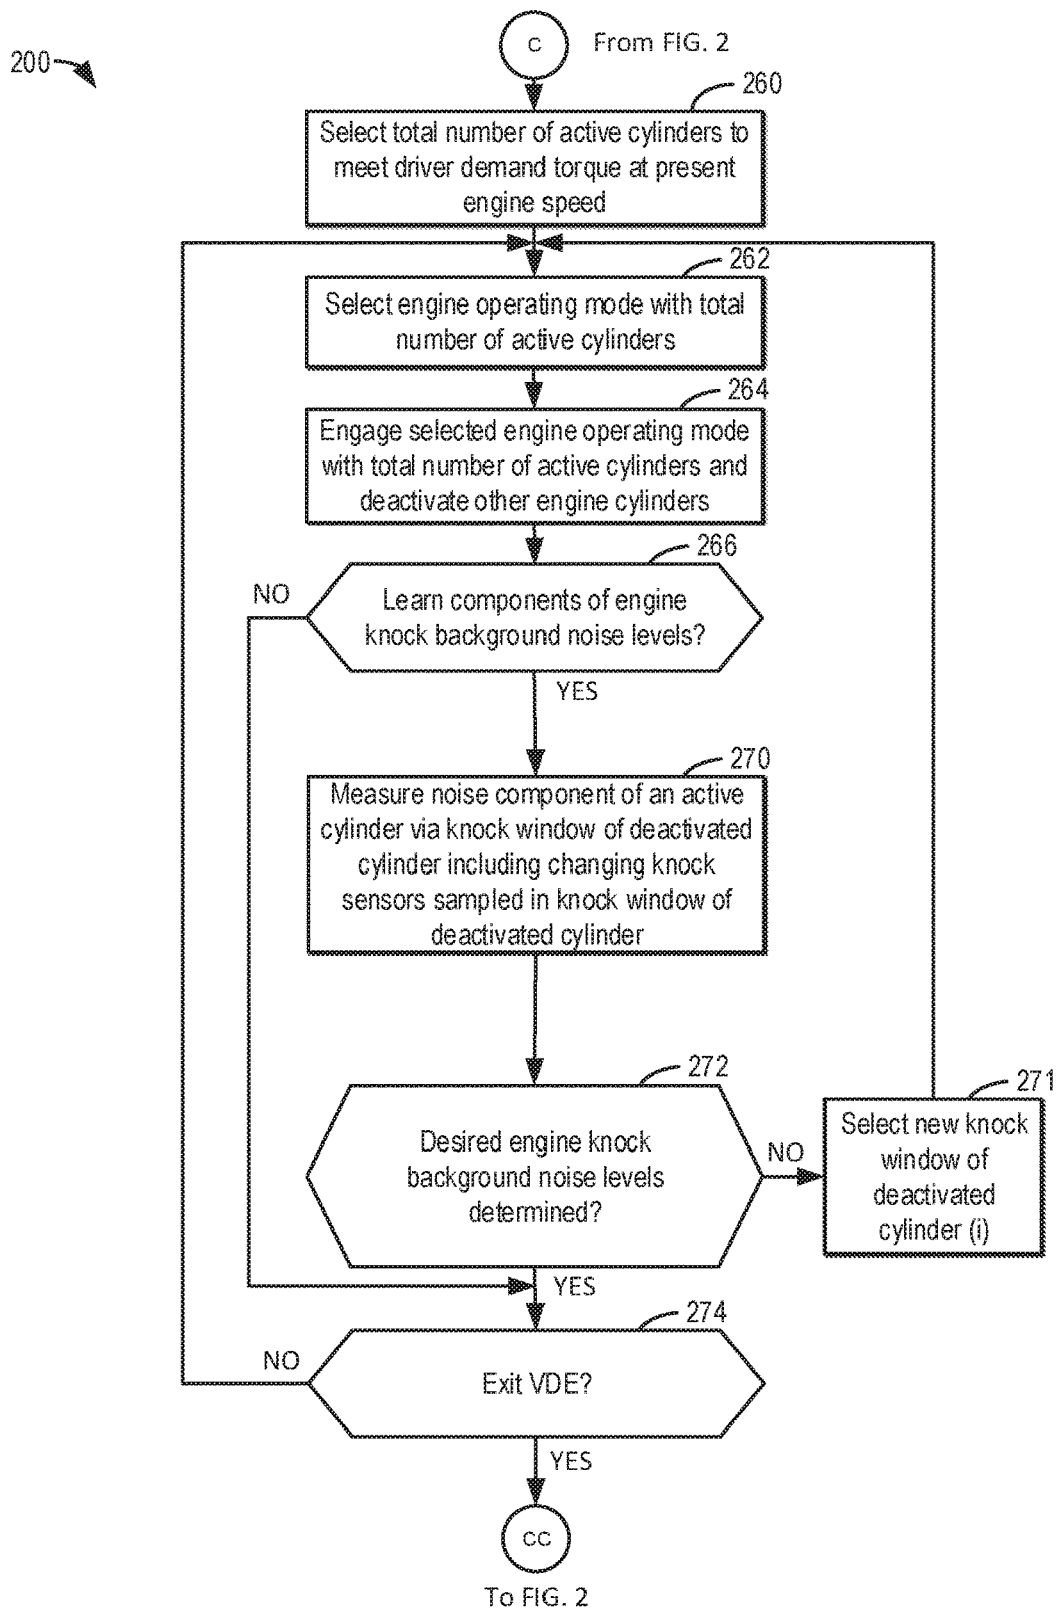 200
C
From FIG. 2
260
Select total number of active cylinders to
meet driver demand torque at present
engine speed
262
Select engine operating mode with total
number of active cylinders
264
Engage selected engine operating mode
with total number of active cylinders and
deactivate other engine cylinders
266
NO
Learn components of engine
knock background noise levels?
YES
270
Measure noise component of an active
cylinder via knock window of deactivated
cylinder including changing knock
sensors sampled in knock window of
deactivated cylinder
272
Desired engine knock
background noise levels
determined?
NO
271
Select new knock
window of
deactivated
cylinder (i)
YES
274
NO
Exit VDE?
YES
CC
To FIG. 2